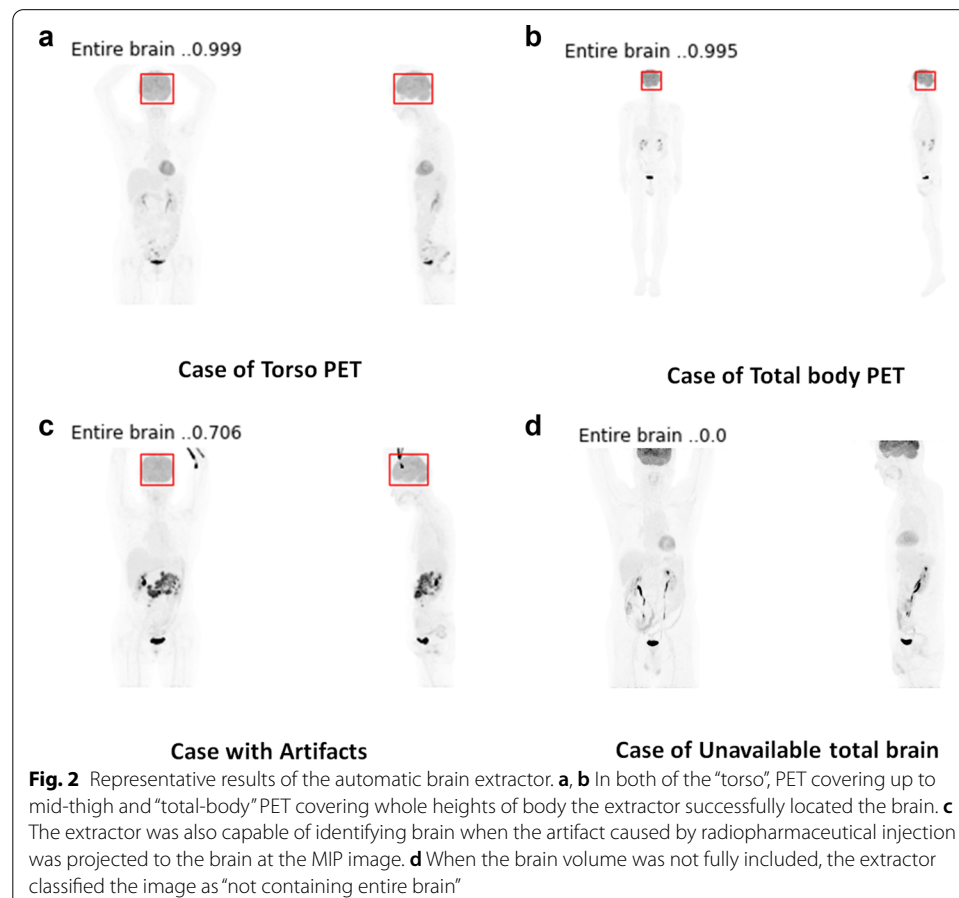 a
Entire brain ..0.999
b
Entire brain ..0.995
Case of Torso PET
Case of Total body PET
c
Entire brain ..0.706
d
Entire brain ..0.0
Case with Artifacts
Case of Unavailable total brain
Fig. 2 Representative results of the automatic brain extractor. a, b In both of the “torso”, PET covering up to
mid-thigh and “total-body” PET covering whole heights of body the extractor successfully located the brain. c
The extractor was also capable of identifying brain when the artifact caused by radiopharmaceutical injection
was projected to the brain at the MIP image. d When the brain volume was not fully included, the extractor
classified the image as “not containing entire brain”